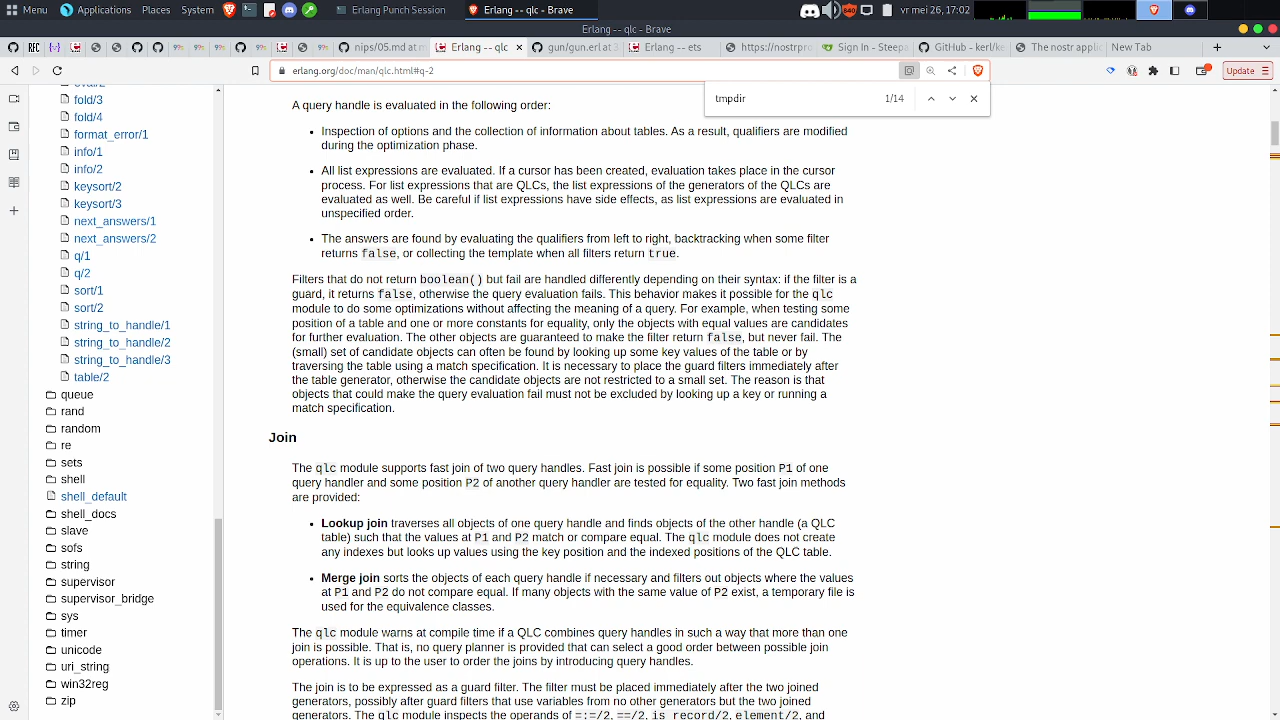 Menu Applications Places System Erlang Punch Session Erlang -- qlc - Brave r mei 26, 17:02
Erlang -- qlc - Brave
nips/05.md at m Erlang -- qlc gun/gun.erl at 3 Erlang -- ets https://nostrpro Sign In - Steepa GitHub - kerl/ke The nostr applic New Tab
erlang.org/doc/man/qlc.html#q-2 Update
tmpdir 1/14
fold/3
fold/4
format_error/1
info/1
info/2
keysort/2
keysort/3
next_answers/1
next_answers/2
q/1
q/2
sort/1
sort/2
string_to_handle/1
string_to_handle/2
string_to_handle/3
table/2
queue
rand
random
re
sets
shell
shell_default
shell_docs
slave
sofs
string
supervisor
supervisor_bridge
sys
timer
unicode
uri_string
win32reg
zip
A query handle is evaluated in the following order:
• Inspection of options and the collection of information about tables. As a result, qualifiers are modified
during the optimization phase.
• All list expressions are evaluated. If a cursor has been created, evaluation takes place in the cursor
process. For list expressions that are QLCs, the list expressions of the generators of the QLCs are
evaluated as well. Be careful if list expressions have side effects, as list expressions are evaluated in
unspecified order.
• The answers are found by evaluating the qualifiers from left to right, backtracking when some filter
returns false, or collecting the template when all filters return true.
Filters that do not return boolean() but fail are handled differently depending on their syntax: if the filter is a
guard, it returns false, otherwise the query evaluation fails. This behavior makes it possible for the qlc
module to do some optimizations without affecting the meaning of a query. For example, when testing some
position of a table and one or more constants for equality, only the objects with equal values are candidates
for further evaluation. The other objects are guaranteed to make the filter return false, but never fail. The
(small) set of candidate objects can often be found by looking up some key values of the table or by
traversing the table using a match specification. It is necessary to place the guard filters immediately after
the table generator, otherwise the candidate objects are not restricted to a small set. The reason is that
objects that could make the query evaluation fail must not be excluded by looking up a key or running a
match specification.
Join
The qlc module supports fast join of two query handles. Fast join is possible if some position P1 of one
query handler and some position P2 of another query handler are tested for equality. Two fast join methods
are provided:
• Lookup join traverses all objects of one query handle and finds objects of the other handle (a QLC
table) such that the values at P1 and P2 match or compare equal. The qlc module does not create
any indexes but looks up values using the key position and the indexed positions of the QLC table.
• Merge join sorts the objects of each query handle if necessary and filters out objects where the values
at P1 and P2 do not compare equal. If many objects with the same value of P2 exist, a temporary file is
used for the equivalence classes.
The qlc module warns at compile time if a QLC combines query handles in such a way that more than one
join is possible. That is, no query planner is provided that can select a good order between possible join
operations. It is up to the user to order the joins by introducing query handles.
The join is to be expressed as a guard filter. The filter must be placed immediately after the two joined
generators, possibly after guard filters that use variables from no other generators but the two joined
generators. The qlc module inspects the operands of =:=/2, ==/2, is_record/2, element/2, and